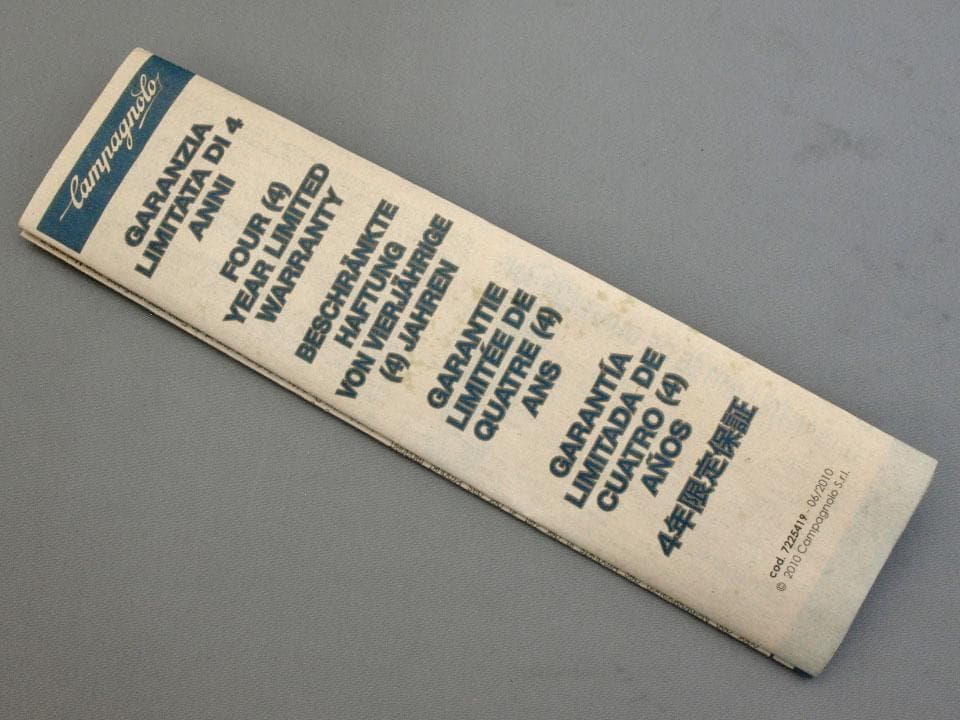 Campagnolo
GARANZIA
LIMITATA DI 4
ANNI
FOUR (4)
YEAR LIMITED
WARRANTY
BESCHRÄNKTE
HAFTUNG
VON VIERJÄHRIGE
(4) JAHREN
GARANTIE
LIMITÉE DE
QUATRE (4)
ANS
GARANTÍA
LIMITADA DE
CUATRO (4)
AÑOS
4年限定保証
cod. 7225419 - 06/2010
© 2010 Campagnolo S.r.l.